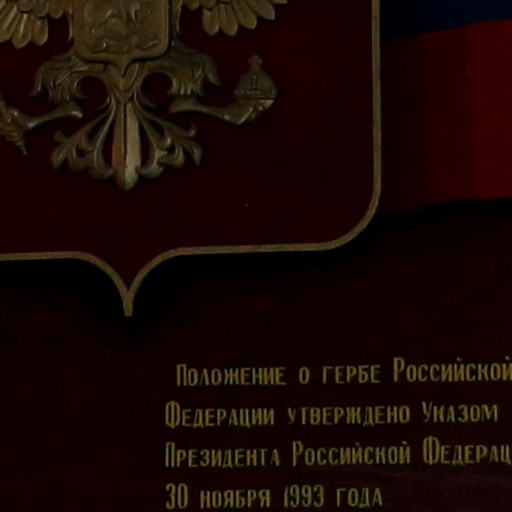 Положение о гербе Российской
Федерации утверждено Указом
Президента Российской Федерац
30 ноября 1993 года